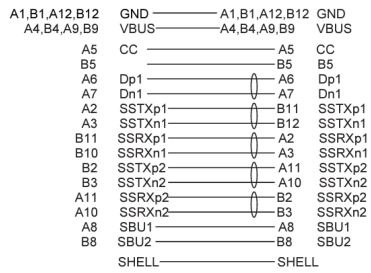 A1,B1,A12,B12 GND A1,B1,A12,B12 GND
A4,B4,A9,B9 VBUS A4,B4,A9,B9 VBUS
A5 CC A5 CC
B5 B5 B5
A6 Dp1 A6 Dp1
A7 Dn1 A7 Dn1
A2 SSTXp1 B11 SSTXp1
A3 SSTXn1 B12 SSTXn1
B11 SSRXp1 A2 SSRXp1
B10 SSRXn1 A3 SSRXn1
B2 SSTXp2 A11 SSTXp2
B3 SSTXn2 A10 SSTXn2
A11 SSRXp2 B2 SSRXp2
A10 SSRXn2 B3 SSRXn2
A8 SBU1 A8 SBU1
B8 SBU2 B8 SBU2
SHELL SHELL